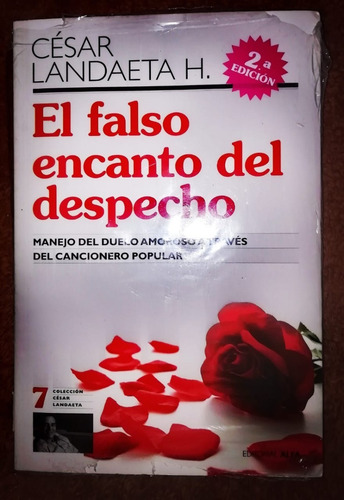 CÉSAR
LANDAETA H.
2.a
EDICIÓN
El falso
encanto del
despecho
MANEJO DEL DUELO AMOROSO A TRAVÉS
DEL CANCIONERO POPULAR
7
COLECCIÓN
CÉSAR
LANDAETA